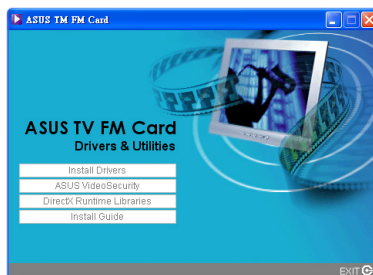 ASUS TM FM Card
ASUS TV FM Card
Drivers & Utilities
Install Drivers
ASUS VideoSecurity
DirectX Runtime Libraries
Install Guide
EXIT